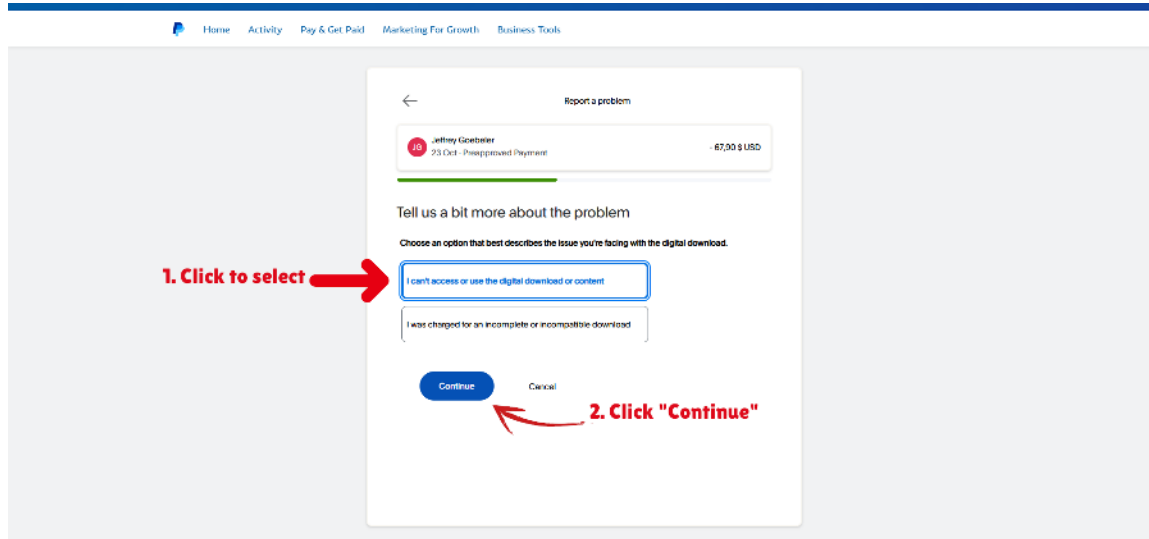 Home Activity Pay & Get Paid Marketing For Growth Business Tools
Report a problem
JG
Jeffrey Goebeler
23 Oct · Preapproved Payment
- 67,90 $ USD
Tell us a bit more about the problem
Choose an option that best describes the issue you're facing with the digital download.
1. Click to select
I can't access or use the digital download or content
I was charged for an incomplete or incompatible download
Continue
Cancel
2. Click "Continue"